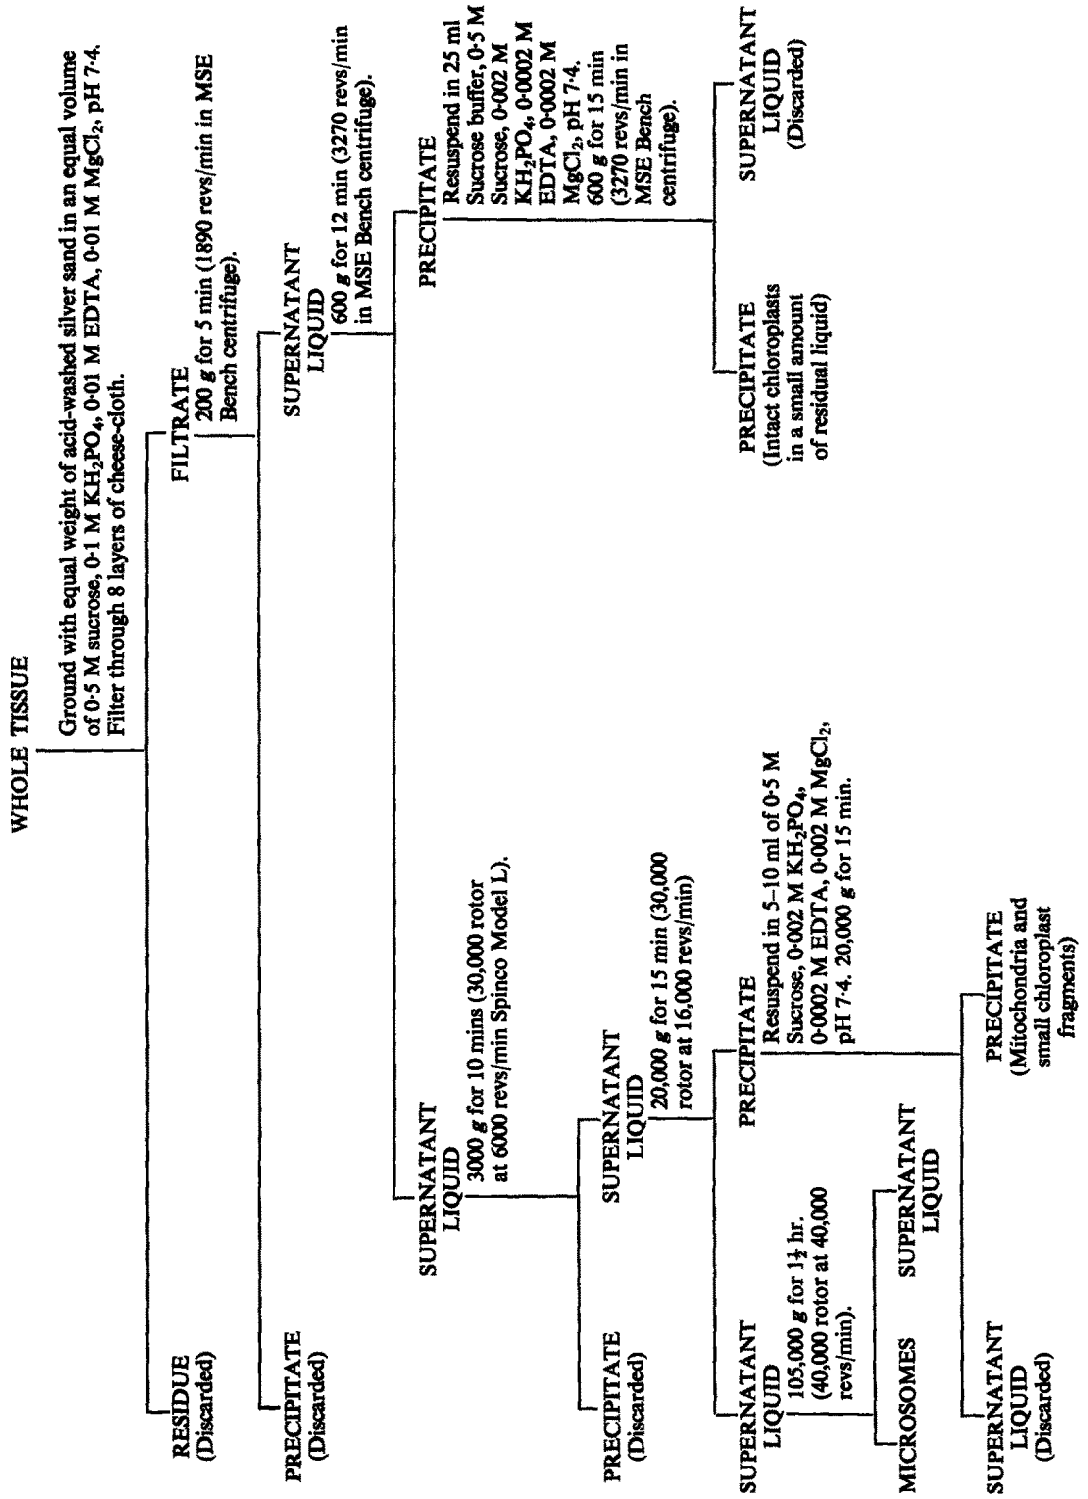 WHOLE TISSUE
Ground with equal weight of acid-washed silver sand in an equal volume
of 0·5 M sucrose, 0·1 M KH₂PO₄, 0·01 M EDTA, 0·01 M MgCl₂, pH 7·4.
Filter through 8 layers of cheese-cloth.
RESIDUE
(Discarded)
FILTRATE
200 g for 5 min (1890 revs/min in MSE
Bench centrifuge).
PRECIPITATE
(Discarded)
SUPERNATANT
LIQUID
600 g for 12 min (3270 revs/min
in MSE Bench centrifuge).
SUPERNATANT
LIQUID
3000 g for 10 mins (30,000 rotor
at 6000 revs/min Spinco Model L).
PRECIPITATE
Resuspend in 25 ml
Sucrose buffer, 0·5 M
Sucrose, 0·002 M
KH₂PO₄, 0·0002 M
EDTA, 0·0002 M
MgCl₂, pH 7·4.
600 g for 15 min
(3270 revs/min in
MSE Bench
centrifuge).
PRECIPITATE
(Discarded)
SUPERNATANT
LIQUID
20,000 g for 15 min (30,000
rotor at 16,000 revs/min)
PRECIPITATE
(Intact chloroplasts
in a small amount
of residual liquid)
SUPERNATANT
LIQUID
(Discarded)
SUPERNATANT
LIQUID
105,000 g for 1½ hr.
(40,000 rotor at 40,000
revs/min).
PRECIPITATE
Resuspend in 5–10 ml of 0·5 M
Sucrose, 0·002 M KH₂PO₄,
0·0002 M EDTA, 0·002 M MgCl₂,
pH 7·4. 20,000 g for 15 min.
MICROSOMES
SUPERNATANT
LIQUID
SUPERNATANT
LIQUID
(Discarded)
PRECIPITATE
(Mitochondria and
small chloroplast
fragments)